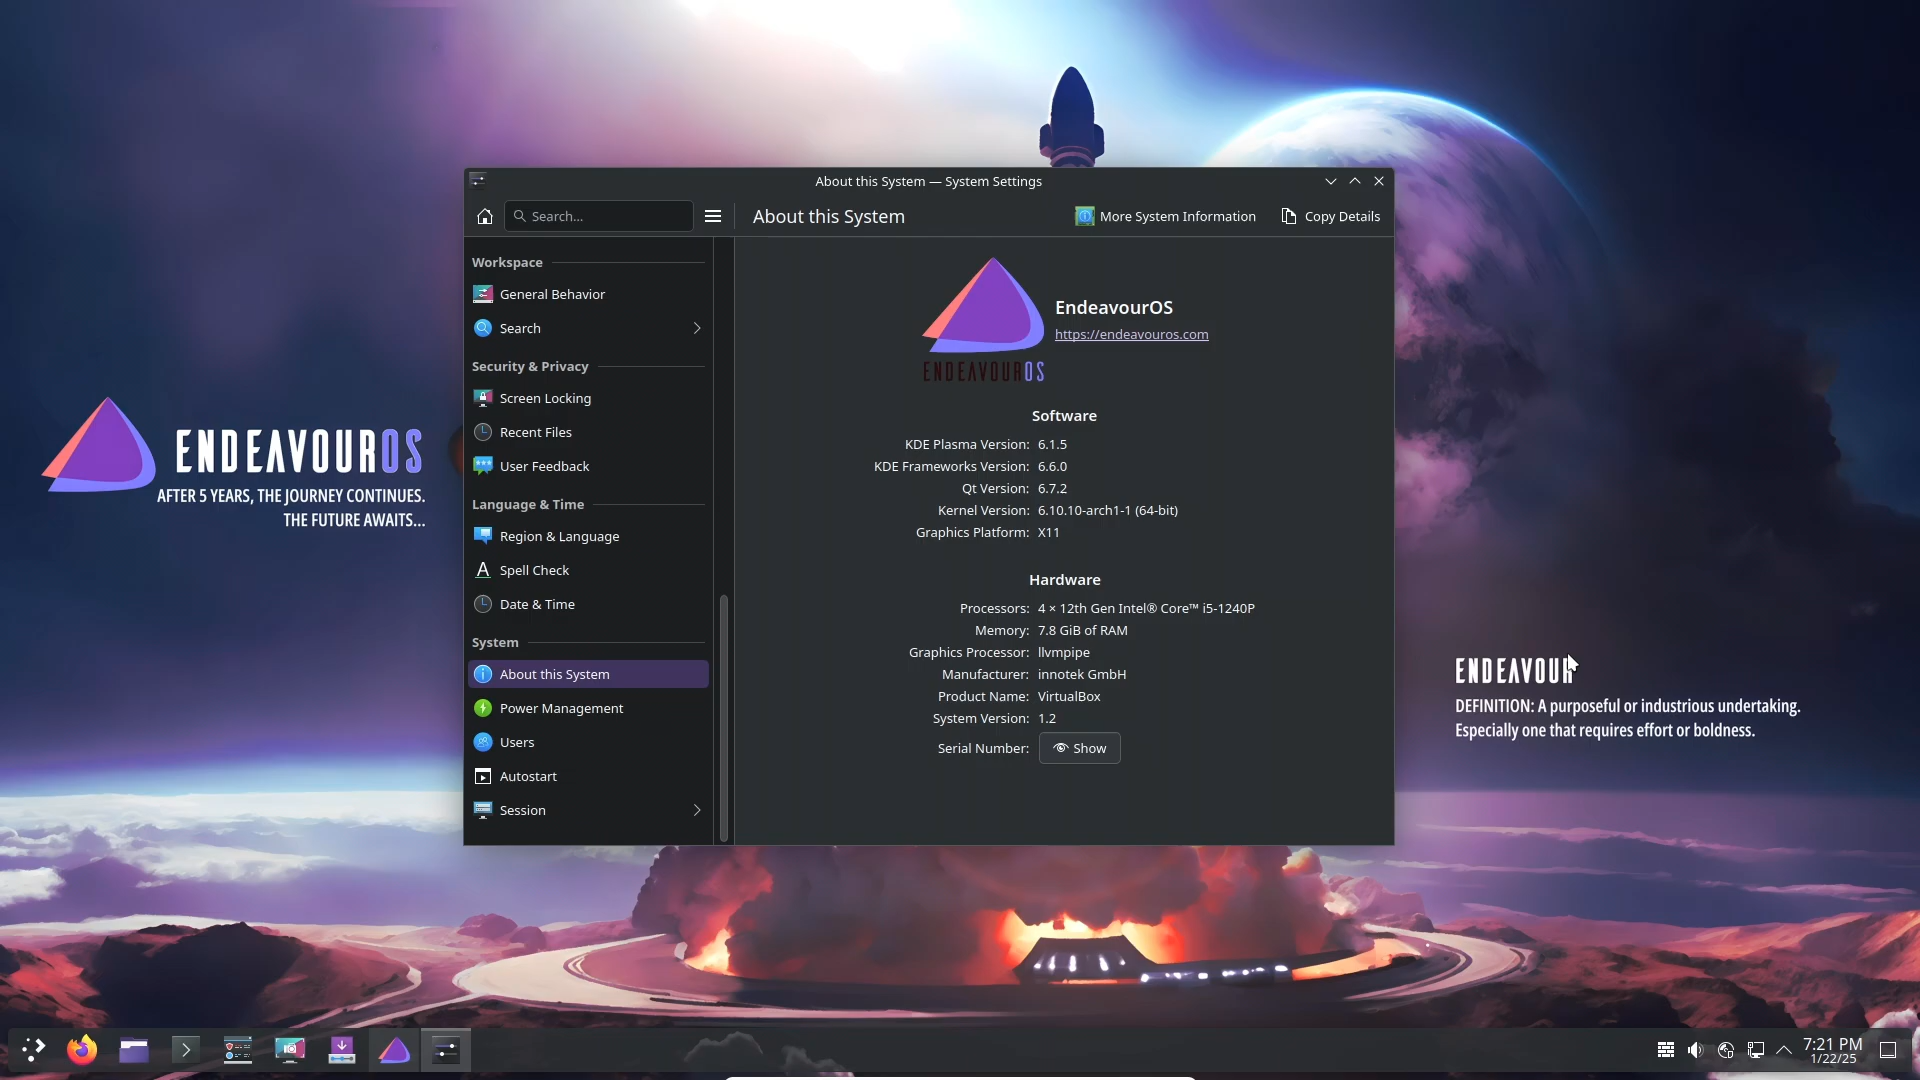 About this System — System Settings
Search...
About this System
More System Information
Copy Details
Workspace
General Behavior
Search
Security & Privacy
Screen Locking
Recent Files
User Feedback
Language & Time
Region & Language
Spell Check
Date & Time
System
About this System
Power Management
Users
Autostart
Session
ENDEAVOUROS
EndeavourOS
https://endeavouros.com
Software
KDE Plasma Version: 6.1.5
KDE Frameworks Version: 6.6.0
Qt Version: 6.7.2
Kernel Version: 6.10.10-arch1-1 (64-bit)
Graphics Platform: X11
Hardware
Processors: 4 × 12th Gen Intel® Core™ i5-1240P
Memory: 7.8 GiB of RAM
Graphics Processor: llvmpipe
Manufacturer: innotek GmbH
Product Name: VirtualBox
System Version: 1.2
Serial Number: Show
ENDEAVOUROS
AFTER 5 YEARS, THE JOURNEY CONTINUES.
THE FUTURE AWAITS...
ENDEAVOUR
DEFINITION: A purposeful or industrious undertaking.
Especially one that requires effort or boldness.
7:21 PM
1/22/25